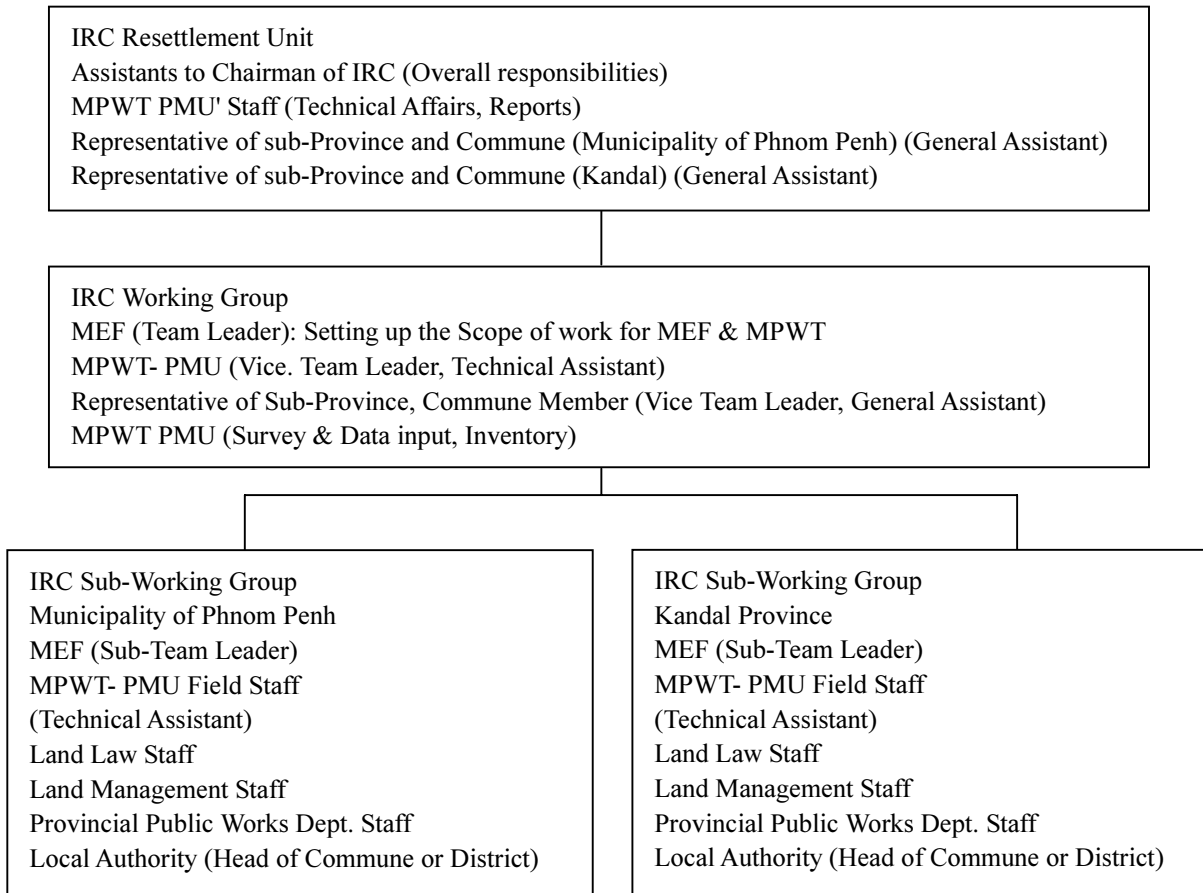 IRC Resettlement Unit
Assistants to Chairman of IRC (Overall responsibilities)
MPWT PMU' Staff (Technical Affairs, Reports)
Representative of sub-Province and Commune (Municipality of Phnom Penh) (General Assistant)
Representative of sub-Province and Commune (Kandal) (General Assistant)
IRC Working Group
MEF (Team Leader): Setting up the Scope of work for MEF & MPWT
MPWT- PMU (Vice. Team Leader, Technical Assistant)
Representative of Sub-Province, Commune Member (Vice Team Leader, General Assistant)
MPWT PMU (Survey & Data input, Inventory)
IRC Sub-Working Group
Municipality of Phnom Penh
MEF (Sub-Team Leader)
MPWT- PMU Field Staff
(Technical Assistant)
Land Law Staff
Land Management Staff
Provincial Public Works Dept. Staff
Local Authority (Head of Commune or District)
IRC Sub-Working Group
Kandal Province
MEF (Sub-Team Leader)
MPWT- PMU Field Staff
(Technical Assistant)
Land Law Staff
Land Management Staff
Provincial Public Works Dept. Staff
Local Authority (Head of Commune or District)